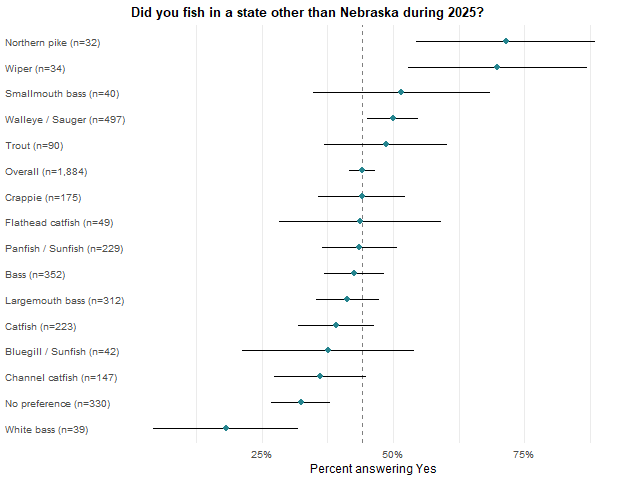 Did you fish in a state other than Nebraska during 2025?
Northern pike (n=32)
Wiper (n=34)
Smallmouth bass (n=40)
Walleye / Sauger (n=497)
Trout (n=90)
Overall (n=1,884)
Crappie (n=175)
Flathead catfish (n=49)
Panfish / Sunfish (n=229)
Bass (n=352)
Largemouth bass (n=312)
Catfish (n=223)
Bluegill / Sunfish (n=42)
Channel catfish (n=147)
No preference (n=330)
White bass (n=39)
25% 50% 75%
Percent answering Yes